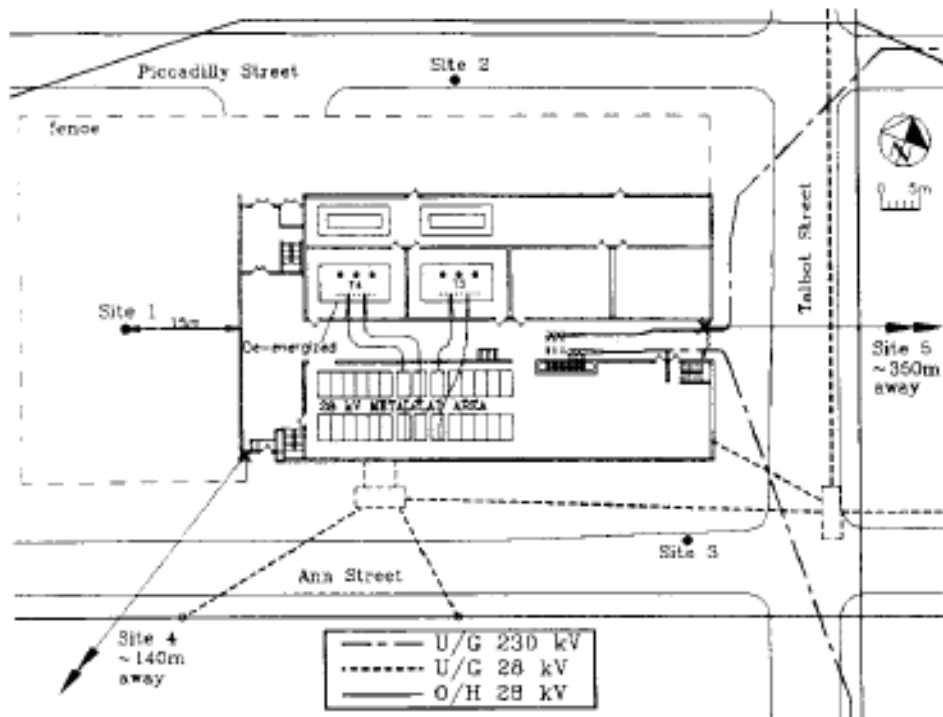 Piccadilly Street
Site 2
fence
N
0 5m
Talbot Street
T4
T3
Site 1
15m
De-energized
Site 5
~350m
away
28 kV METALCLAD AREA
Site 3
Ann Street
Site 4
~140m
away
U/G 230 kV
U/G 28 kV
O/H 28 kV